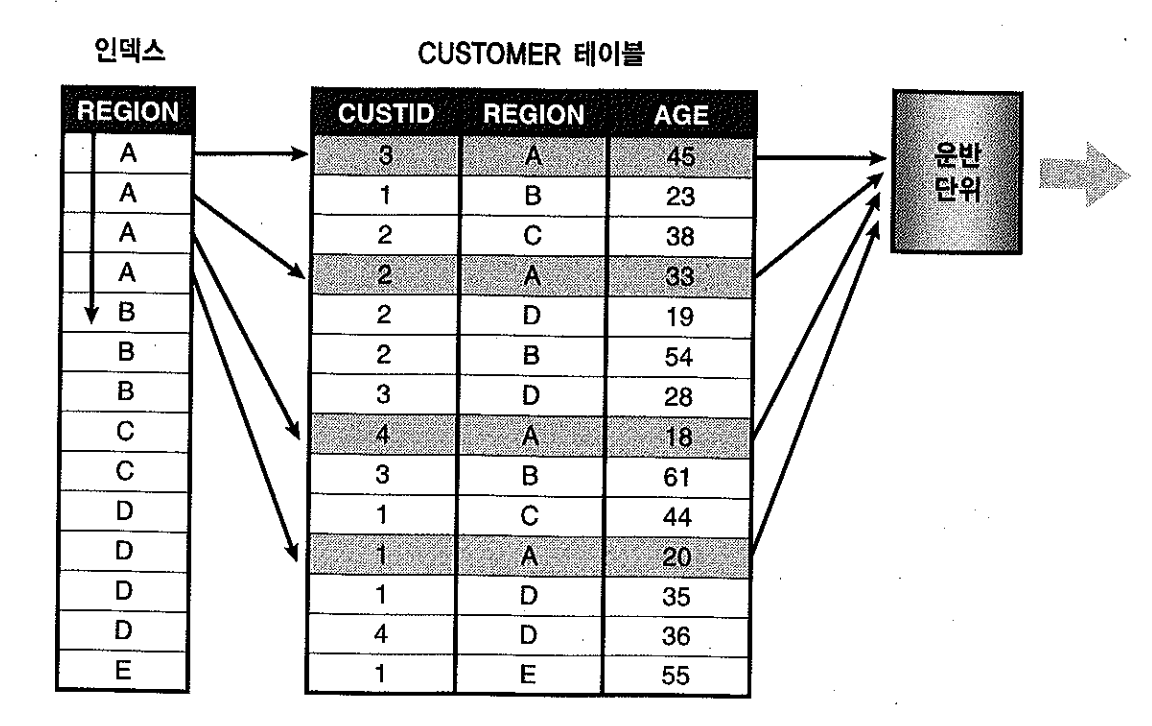 인덱스
CUSTOMER 테이블
REGION
A
A
A
A
B
B
B
C
C
D
D
D
D
E
CUSTID REGION AGE
3 A 45
1 B 23
2 C 38
2 A 33
2 D 19
2 B 54
3 D 28
4 A 18
3 B 61
1 C 44
1 A 20
1 D 35
4 D 36
1 E 55
운반
단위